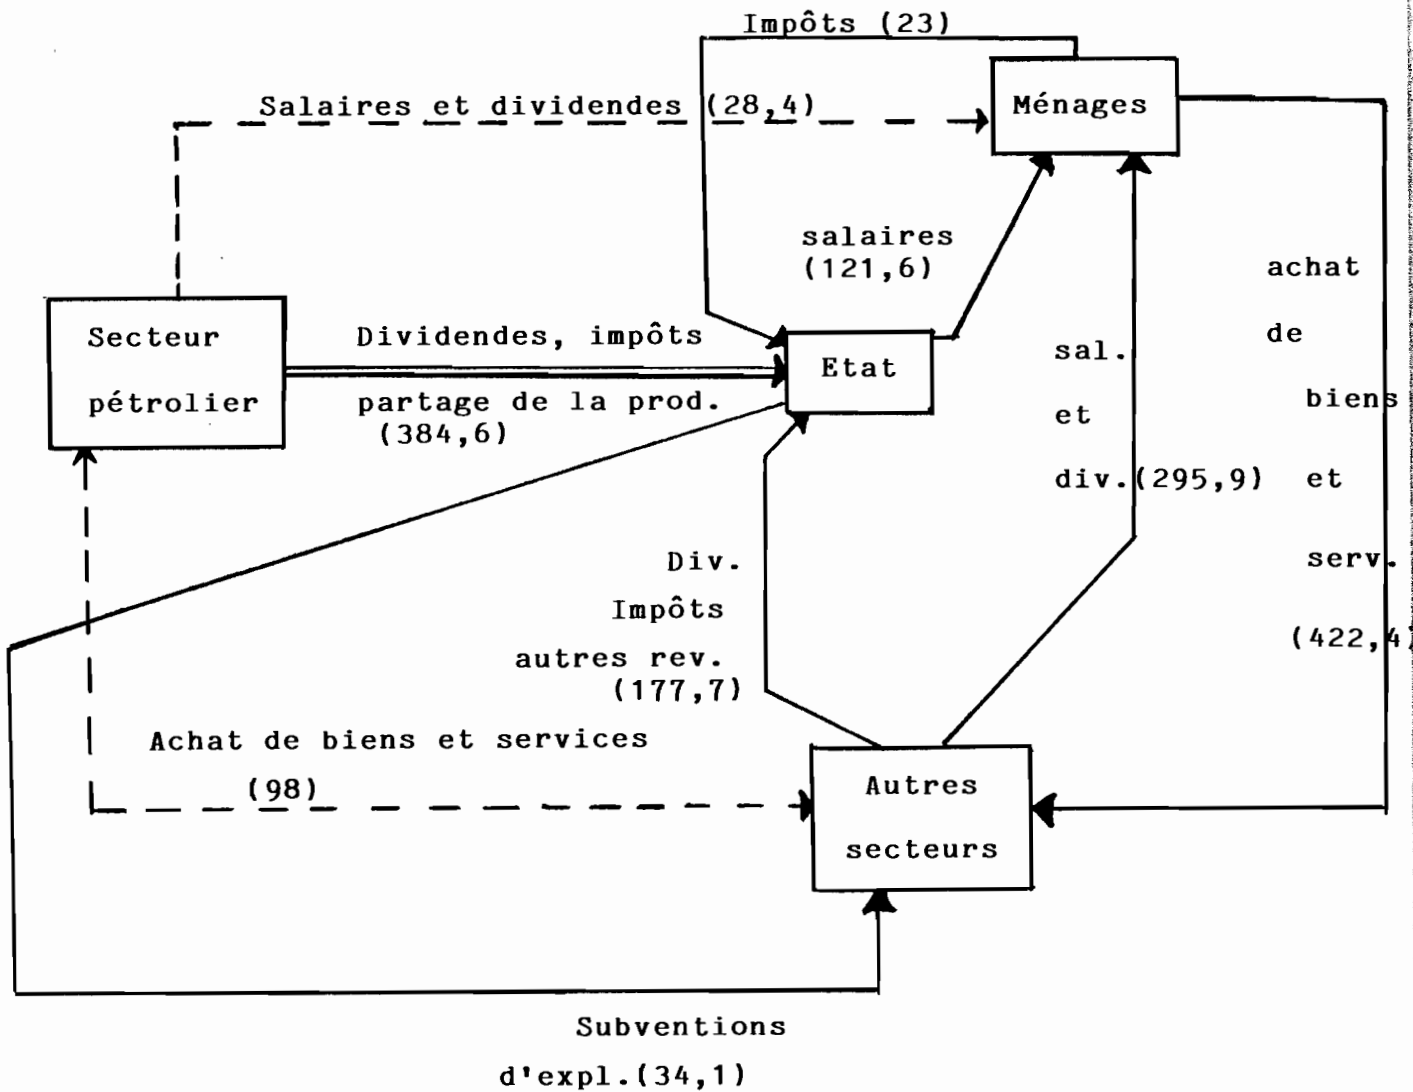 Impôts (23)
Salaires et dividendes (28,4)
Ménages
salaires
(121,6)
achat
de
biens
et
serv.
(422,4)
Secteur
pétrolier
Dividendes, impôts
partage de la prod.
(384,6)
Etat
sal.
et
div.(295,9)
Div.
Impôts
autres rev.
(177,7)
Achat de biens et services
(98)
Autres
secteurs
Subventions
d'expl.(34,1)